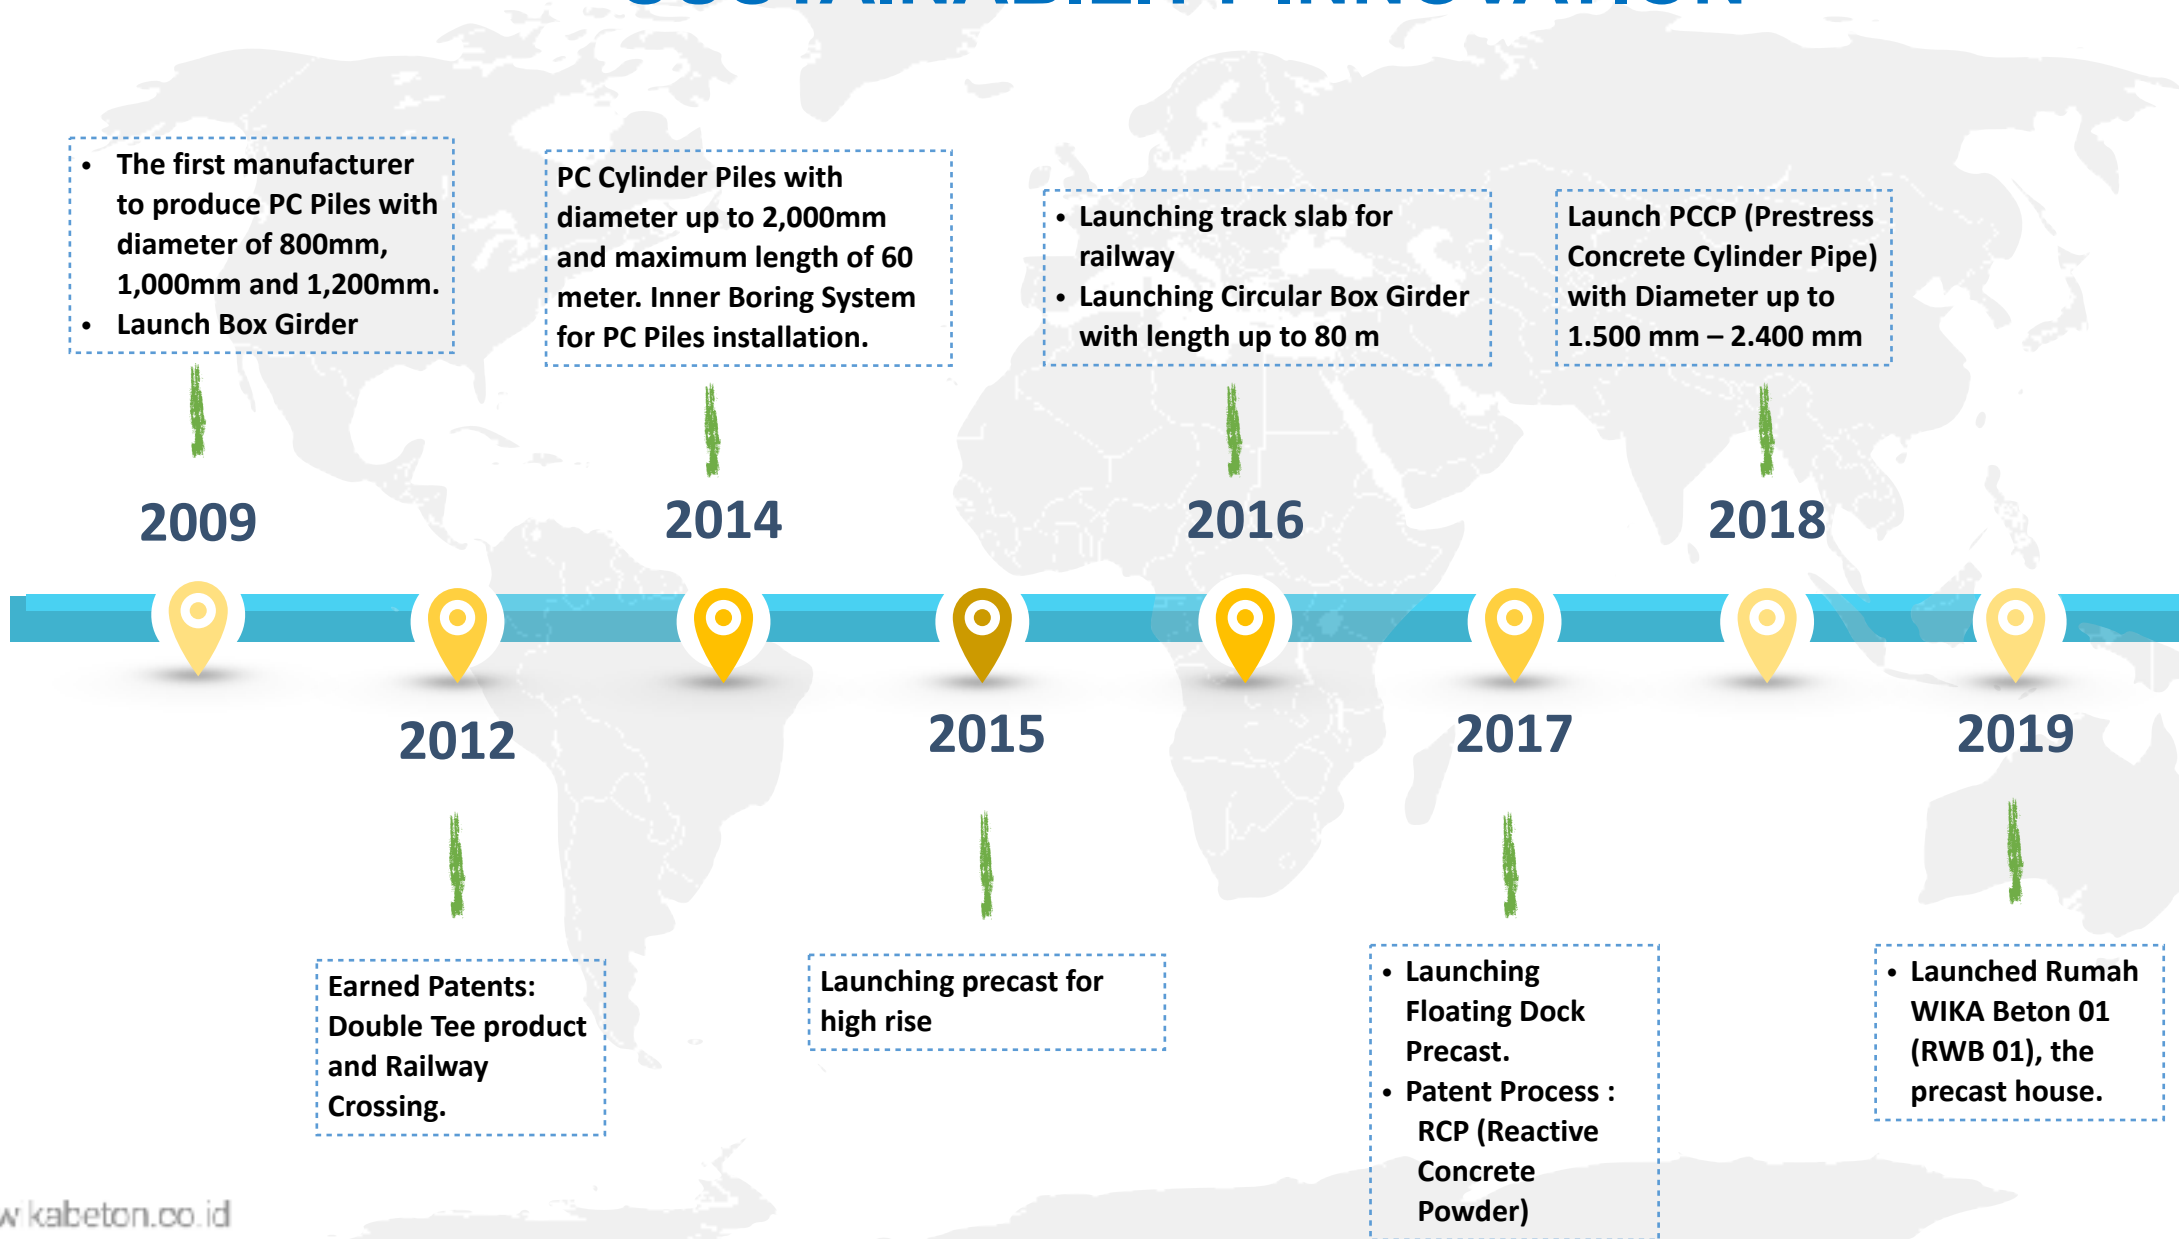 SUSTAINABILITY INNOVATION
• The first manufacturer
to produce PC Piles with
diameter of 800mm,
1,000mm and 1,200mm.
• Launch Box Girder
2009
PC Cylinder Piles with
diameter up to 2,000mm
and maximum length of 60
meter. Inner Boring System
for PC Piles installation.
2014
• Launching track slab for
railway
• Launching Circular Box Girder
with length up to 80 m
2016
Launch PCCP (Prestress
Concrete Cylinder Pipe)
with Diameter up to
1.500 mm – 2.400 mm
2018
2012
Earned Patents:
Double Tee product
and Railway
Crossing.
2015
Launching precast for
high rise
2017
• Launching
Floating Dock
Precast.
• Patent Process :
RCP (Reactive
Concrete
Powder)
2019
• Launched Rumah
WIKA Beton 01
(RWB 01), the
precast house.
wikabeton.co.id